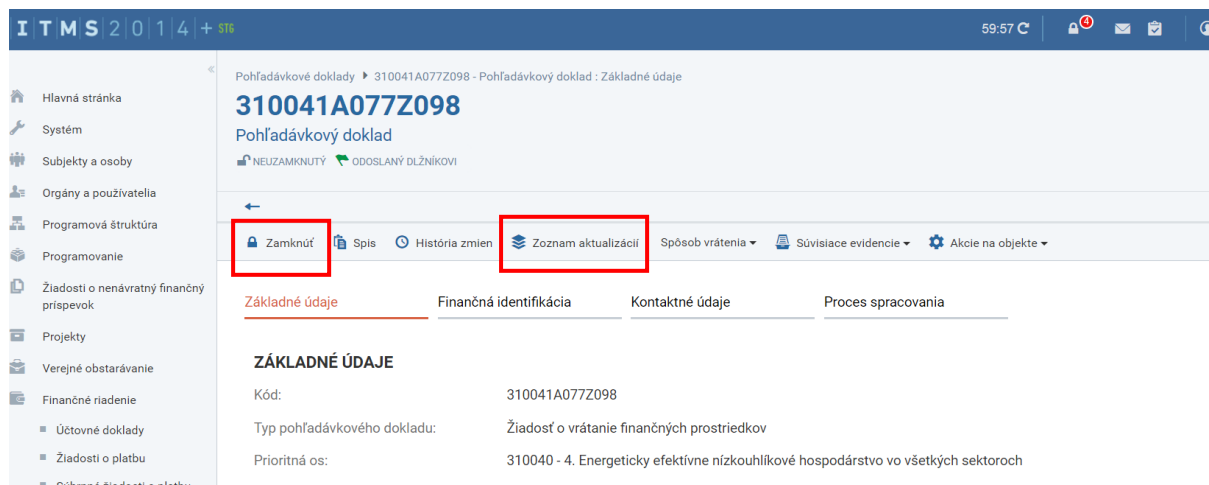 ITMS2014+ STG
59:57
4
Pohľadávkové doklady 310041A077Z098 - Pohľadávkový doklad : Základné údaje
310041A077Z098
Pohľadávkový doklad
NEUZAMKNUTÝ ODOSLANÝ DLŽNÍKOVI
Hlavná stránka
Systém
Subjekty a osoby
Orgány a používatelia
Programová štruktúra
Programovanie
Žiadosti o nenávratný finančný
príspevok
Projekty
Verejné obstarávanie
Finančné riadenie
Účtovné doklady
Žiadosti o platbu
Zamknúť Spis História zmien Zoznam aktualizácií Spôsob vrátenia Súvisiace evidencie Akcie na objekte
Základné údaje Finančná identifikácia Kontaktné údaje Proces spracovania
ZÁKLADNÉ ÚDAJE
Kód: 310041A077Z098
Typ pohľadávkového dokladu: Žiadosť o vrátanie finančných prostriedkov
Prioritná os: 310040 - 4. Energeticky efektívne nízkouhlíkové hospodárstvo vo všetkých sektoroch